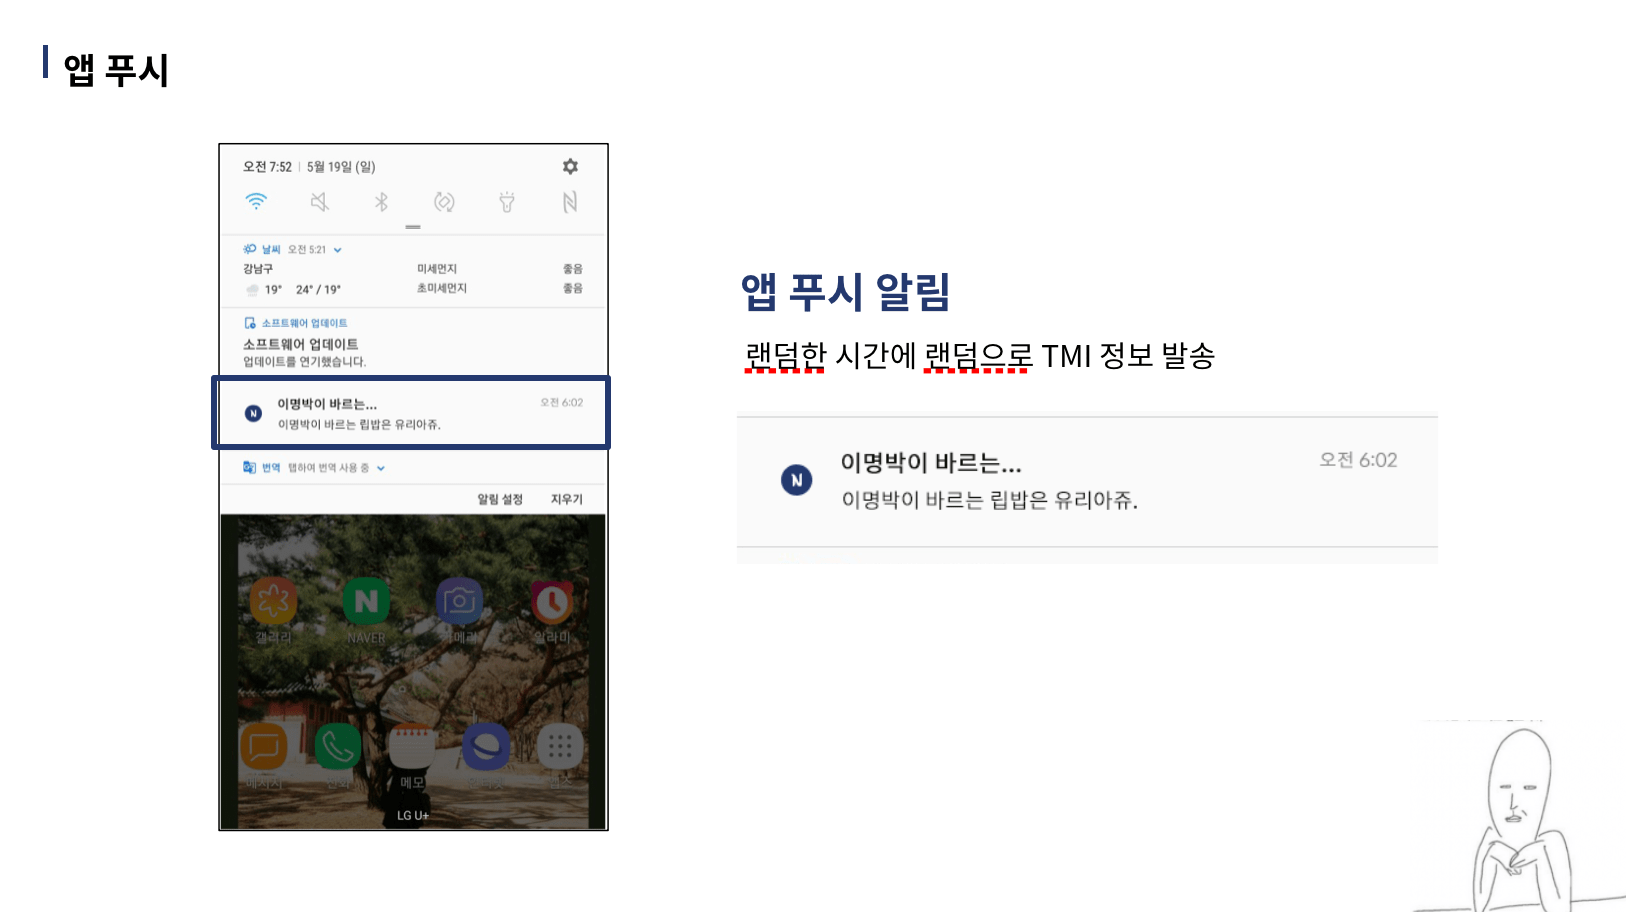 앱 푸시
오전 7:52 | 5월 19일 (일)
날씨 오전 5:21
강남구 미세먼지 좋음
19° 24° / 19° 초미세먼지 좋음
소프트웨어 업데이트
소프트웨어 업데이트
업데이트를 연기했습니다.
N 이명박이 바르는... 오전 6:02
이명박이 바르는 립밥은 유리아쥬.
번역 탭하여 번역 사용 중
알림 설정 지우기
N
갤러리 NAVER 카메라 알라미
메시지 전화 메모
LG U+
앱 푸시 알림
랜덤한 시간에 랜덤으로 TMI 정보 발송
N 이명박이 바르는... 오전 6:02
이명박이 바르는 립밥은 유리아쥬.